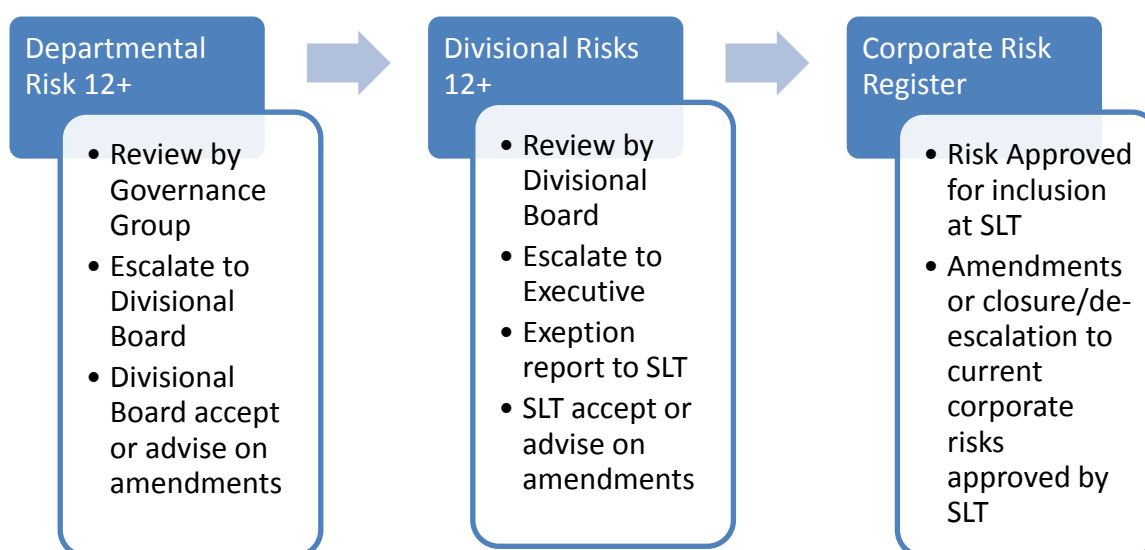 Departmental
Risk 12+
• Review by
Governance
Group
• Escalate to
Divisional
Board
• Divisional
Board accept
or advise on
amendments
Divisional Risks
12+
• Review by
Divisional
Board
• Escalate to
Executive
• Exeption
report to SLT
• SLT accept or
advise on
amendments
Corporate Risk
Register
• Risk Approved
for inclusion
at SLT
• Amendments
or closure/de-
escalation to
current
corporate
risks
approved by
SLT